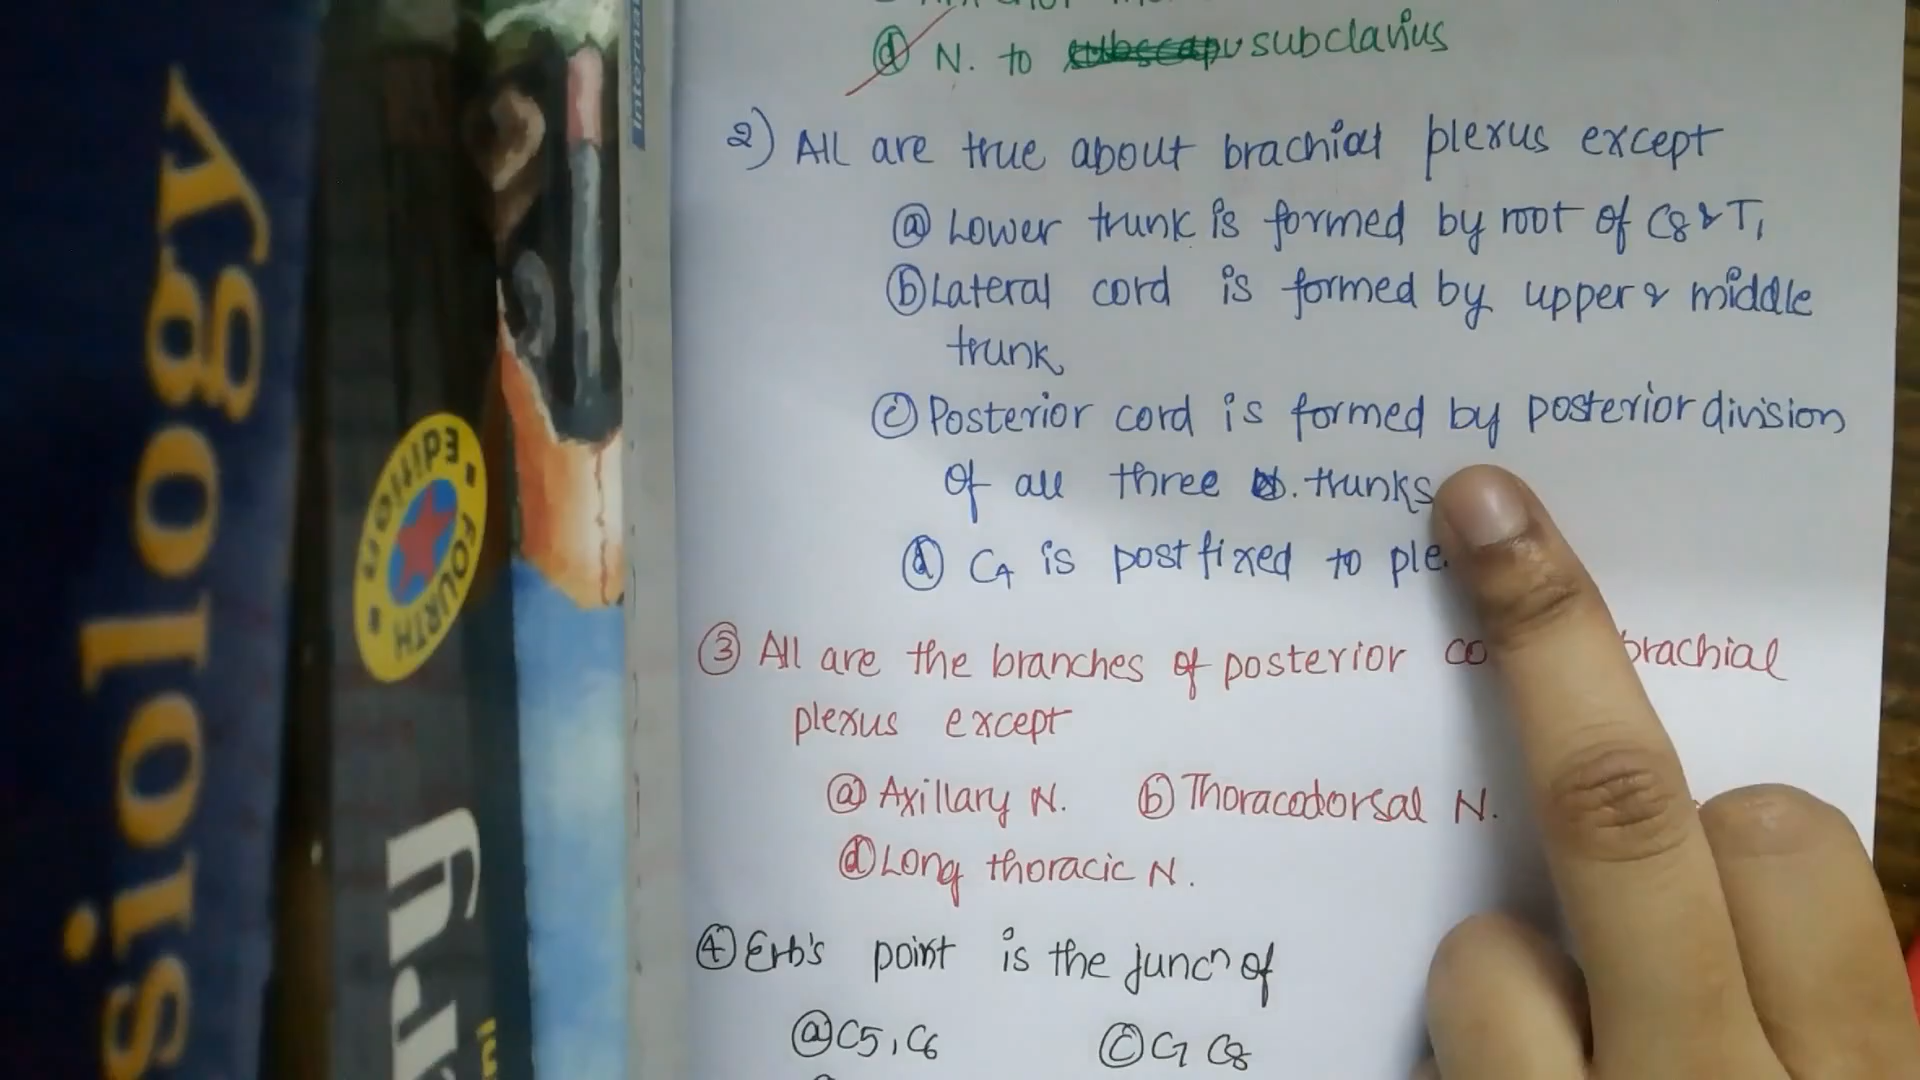 ⓓ N. to subclavius
2) All are true about brachial plexus except
ⓐ Lower trunk is formed by root of C8 & T1
ⓑ Lateral cord is formed by upper & middle
trunk
ⓒ Posterior cord is formed by posterior division
of all three trunks
ⓓ C4 is postfixed to ple
③ All are the branches of posterior co brachial
plexus except
ⓐ Axillary N. ⓑ Thoracodorsal N.
ⓓ Long thoracic N.
④ Erb's point is the juncn of
ⓐ C5, C6 ⓒ C7 C8
siology
FOURTH EDITION
Internat